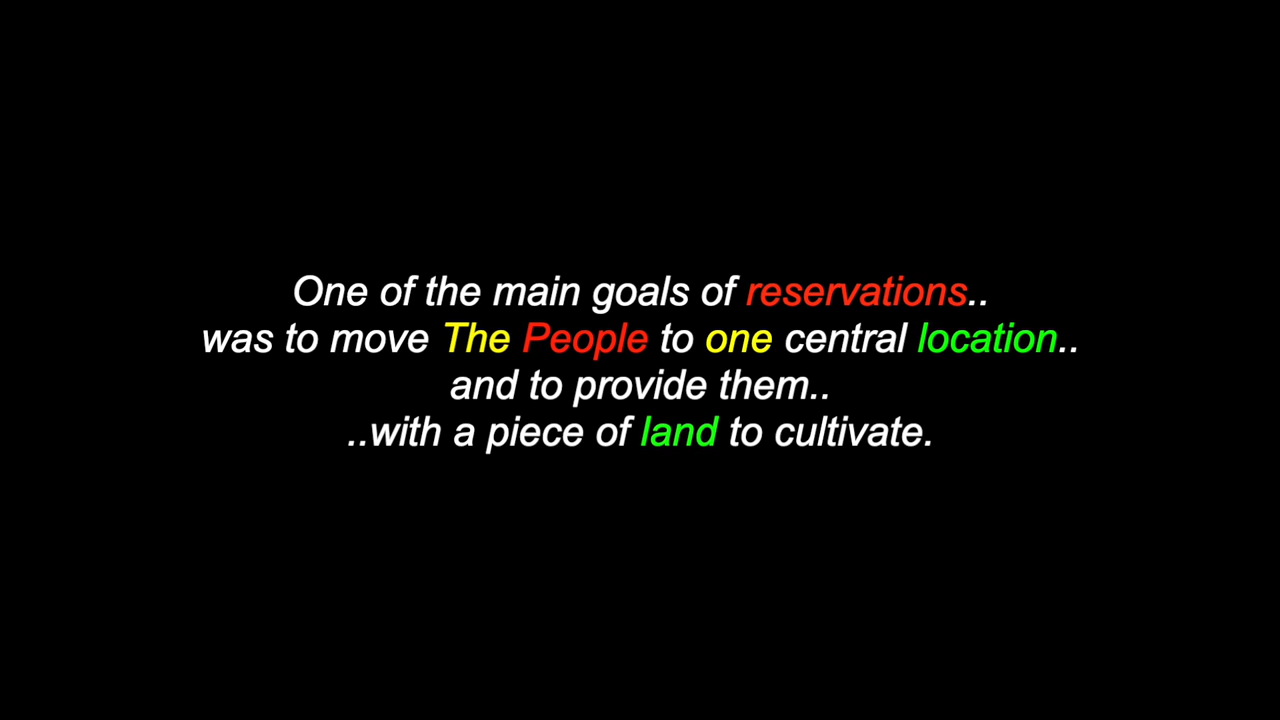 One of the main goals of reservations..
was to move The People to one central location..
and to provide them..
..with a piece of land to cultivate.